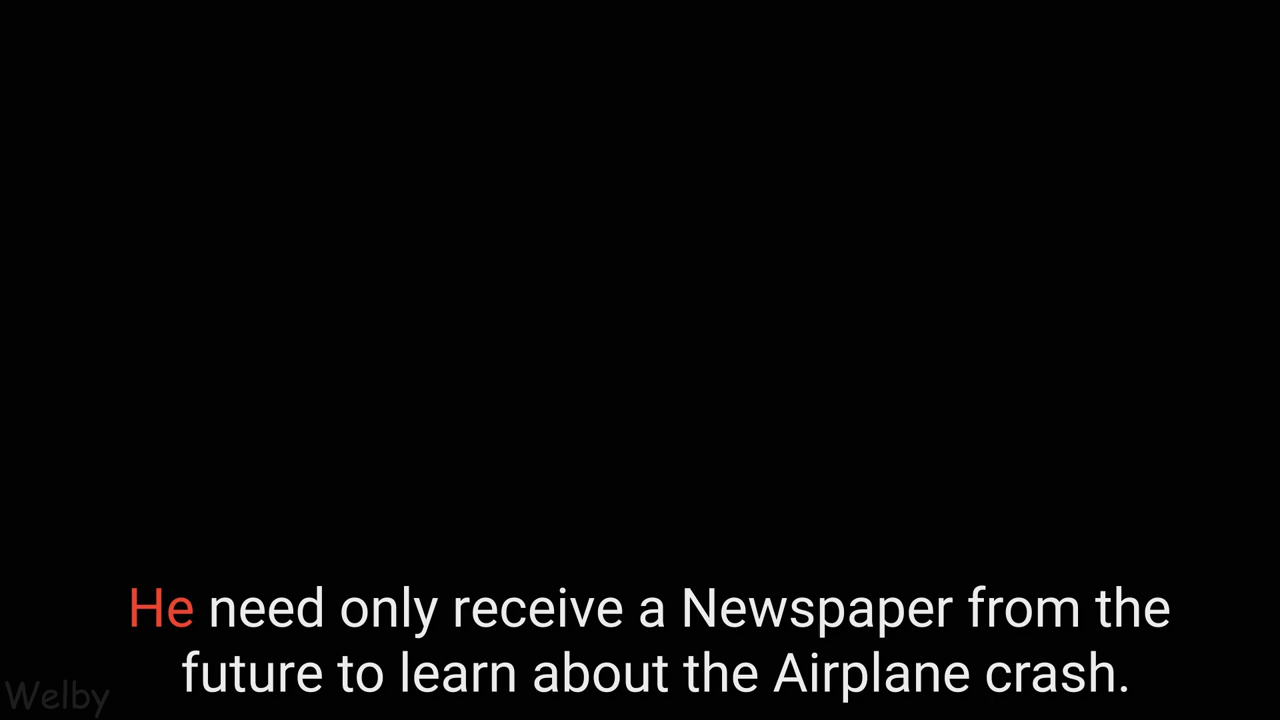 He need only receive a Newspaper from the
future to learn about the Airplane crash.
Welby